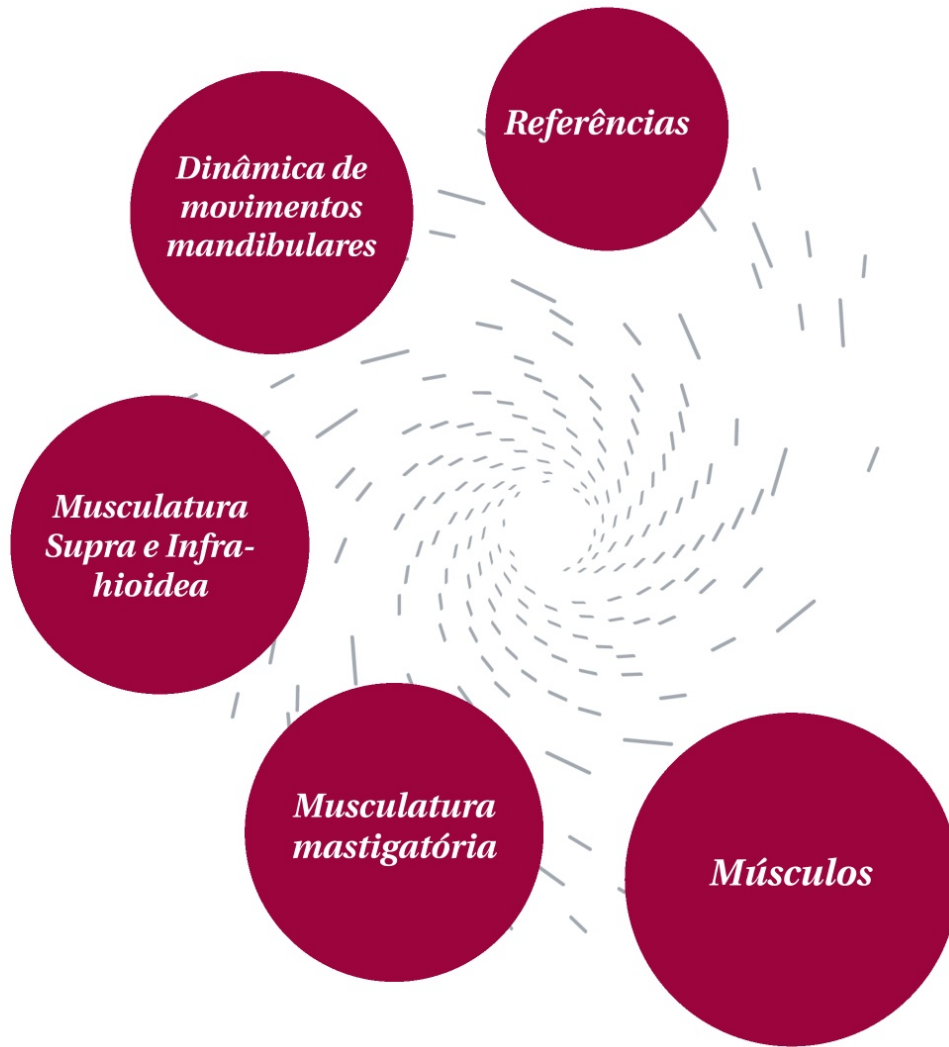 Referências
Dinâmica de
movimentos
mandibulares
Musculatura
Supra e Infra-
hioidea
Musculatura
mastigatória
Músculos